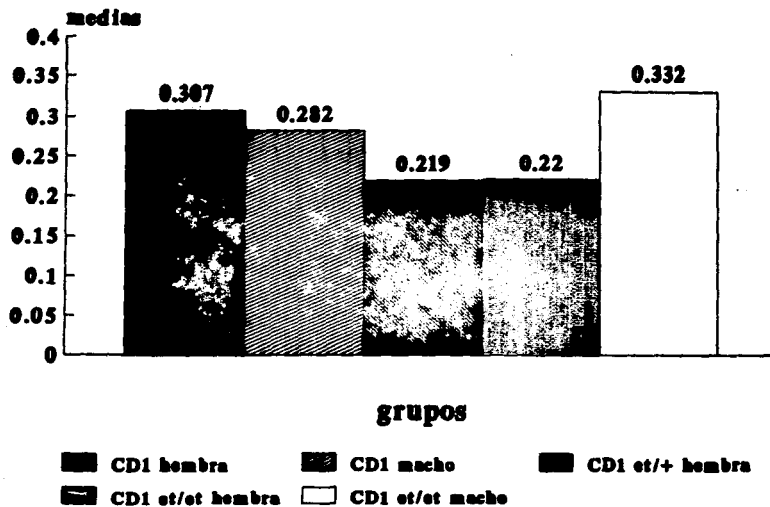 medias
0.4
0.35
0.3
0.25
0.2
0.15
0.1
0.05
0
0.307
0.282
0.219
0.22
0.332
grupos
CD1 hembra
CD1 macho
CD1 et/+ hembra
CD1 et/et hembra
CD1 et/et macho